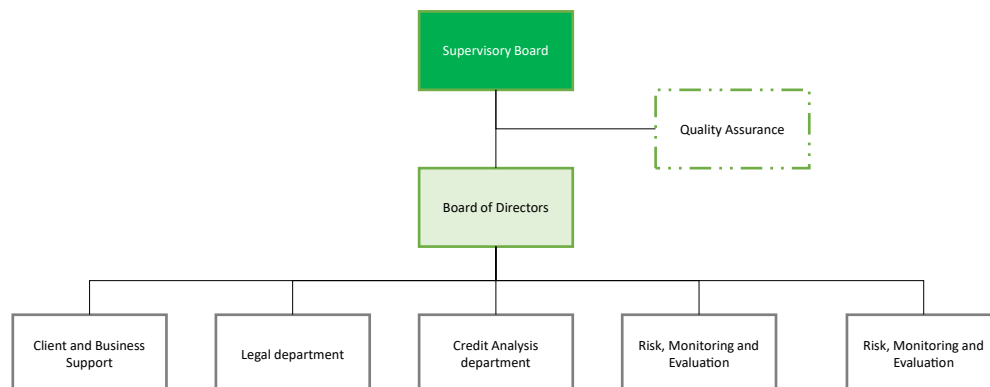 Supervisory Board
Quality Assurance
Board of Directors
Client and Business
Support
Legal department
Credit Analysis
department
Risk, Monitoring and
Evaluation
Risk, Monitoring and
Evaluation